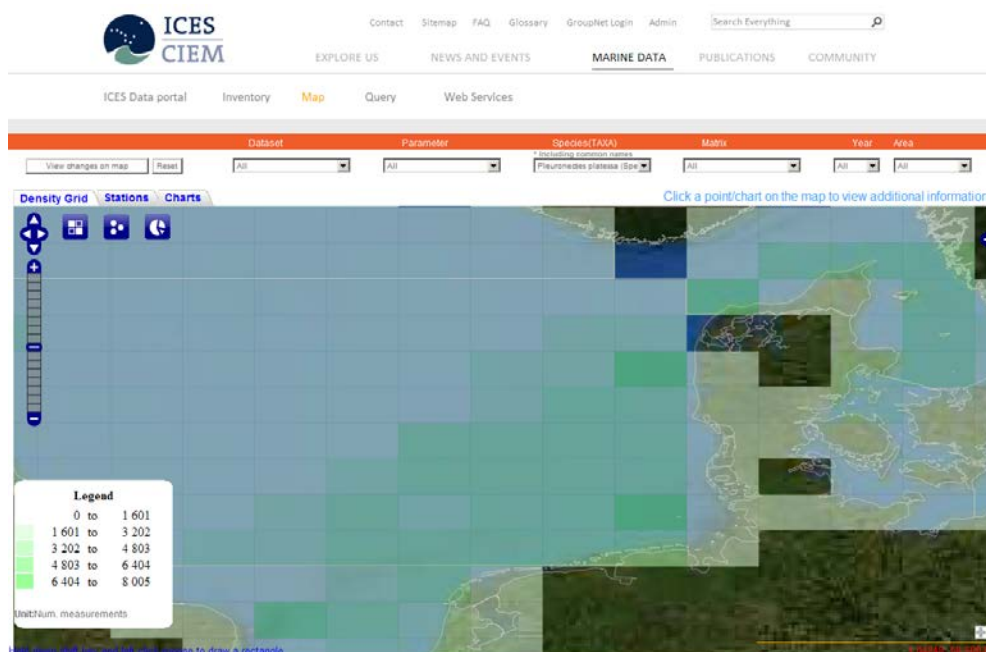 ICES
CIEM
Contact Sitemap FAQ Glossary GroupNet Login Admin Search Everything
EXPLORE US NEWS AND EVENTS MARINE DATA PUBLICATIONS COMMUNITY
ICES Data portal Inventory Map Query Web Services
Dataset Parameter Species(TAXA) Matrix Year Area
* Including common names
View changes on map Reset All All Pleuronectes platessa (Spe All All All
Density Grid Stations Charts Click a point/chart on the map to view additional information
Legend
0 to 1 601
1 601 to 3 202
3 202 to 4 803
4 803 to 6 404
6 404 to 8 005
Unit:Num. measurements
to draw a rectangle